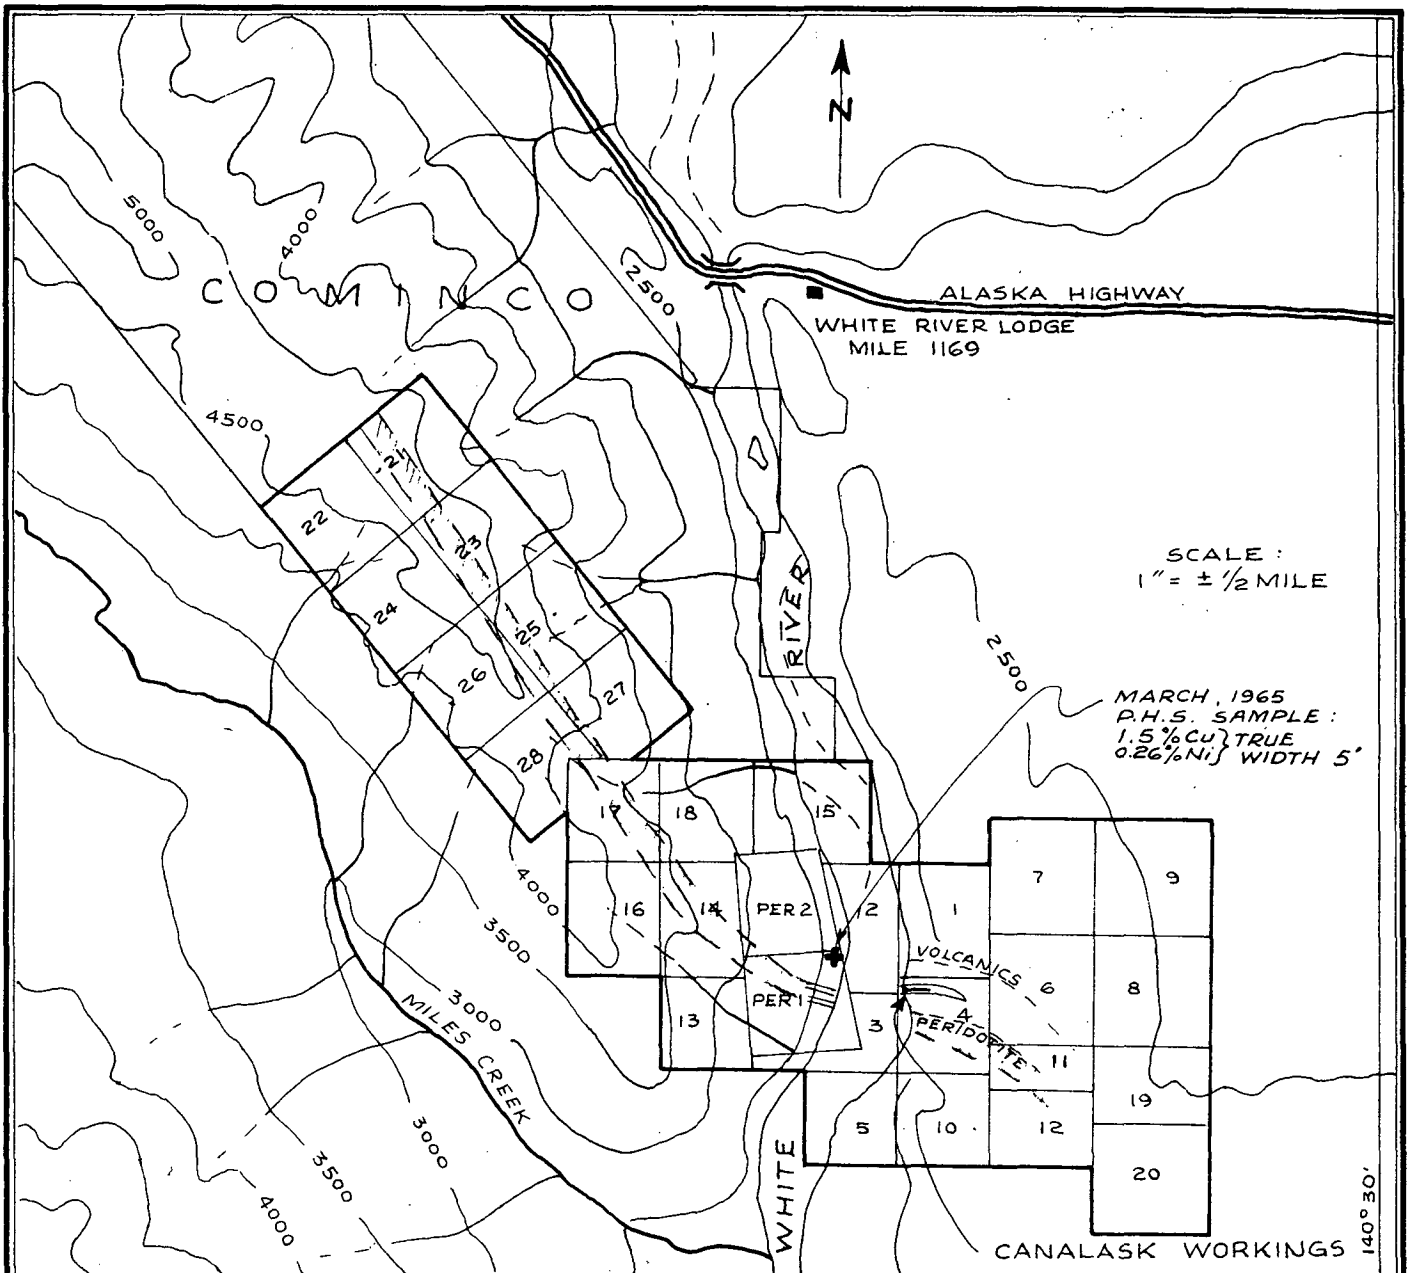 N
5000
4000
COMINCO
2500
ALASKA HIGHWAY
WHITE RIVER LODGE
MILE 1169
4500
21
22
23
24
25
26
27
28
RIVER
SCALE :
1" = ± 1/2 MILE
2500
MARCH, 1965
P.H.S. SAMPLE :
1.5% Cu } TRUE
0.26% Ni } WIDTH 5'
17
18
15
7
9
4000
16
14
PER 2
2
1
3500
VOLCANICS
6
8
3000
MILES CREEK
13
PER 1
3
4
PERIDOTITE
11
19
3000
5
10
12
3500
20
4000
WHITE
CANALASK WORKINGS
140° 30'